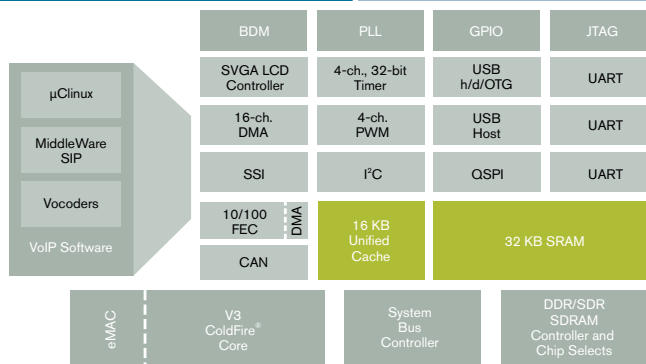 BDM
PLL
GPIO
JTAG
SVGA LCD
Controller
4-ch., 32-bit
Timer
USB
h/d/OTG
UART
µClinux
16-ch.
DMA
4-ch.
PWM
USB
Host
UART
MiddleWare
SIP
SSI
I²C
QSPI
UART
Vocoders
10/100
FEC
DMA
16 KB
Unified
Cache
32 KB SRAM
VoIP Software
CAN
eMAC
V3
ColdFire®
Core
System
Bus
Controller
DDR/SDR
SDRAM
Controller and
Chip Selects